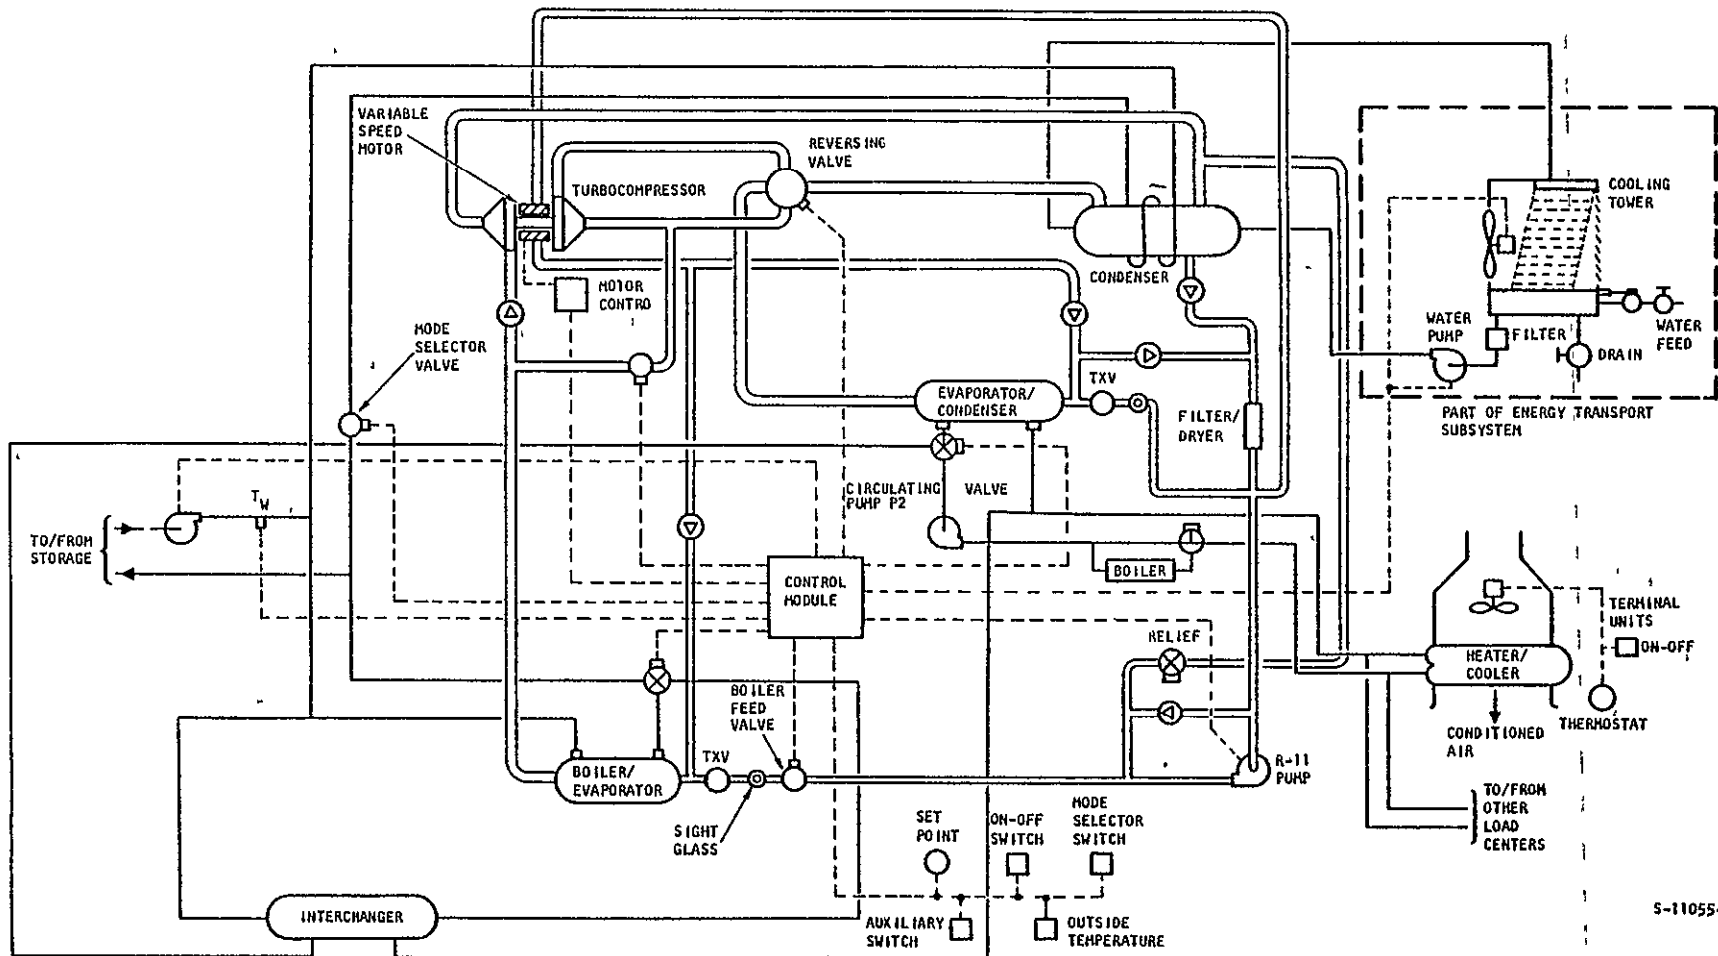 VARIABLE
SPEED
MOTOR
REVERSING
VALVE
TURBOCOMPRESSOR
COOLING
TOWER
CONDENSER
MOTOR
CONTRO
WATER
PUMP
FILTER
WATER
FEED
DRAIN
MODE
SELECTOR
VALVE
EVAPORATOR/
CONDENSER
TXV
FILTER/
DRYER
PART OF ENERGY TRANSPORT
SUBSYSTEM
CIRCULATING
PUMP P2
VALVE
TW
TO/FROM
STORAGE
CONTROL
MODULE
BOILER
TERMINAL
UNITS
ON-OFF
RELIEF
HEATER/
COOLER
THERMOSTAT
CONDITIONED
AIR
BOILER
FEED
VALVE
BOILER/
EVAPORATOR
TXV
R-11
PUMP
SIGHT
GLASS
SET
POINT
ON-OFF
SWITCH
MODE
SELECTOR
SWITCH
TO/FROM
OTHER
LOAD
CENTERS
INTERCHANGER
AUXILIARY
SWITCH
OUTSIDE
TEMPERATURE
S-11055-